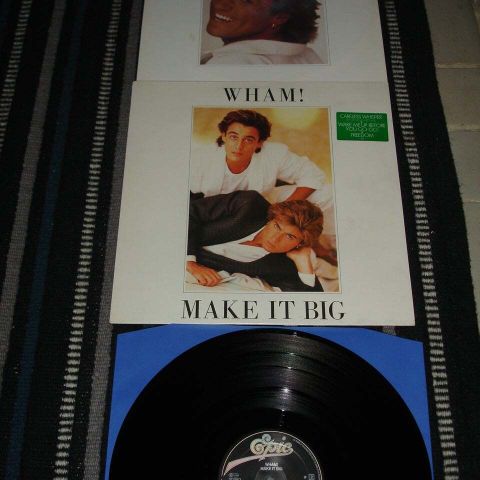 WHAM!
CARELESS WHISPER
WAKE ME UP BEFORE
YOU GO GO
FREEDOM
MAKE IT BIG
Epic
WHAM!
MAKE IT BIG